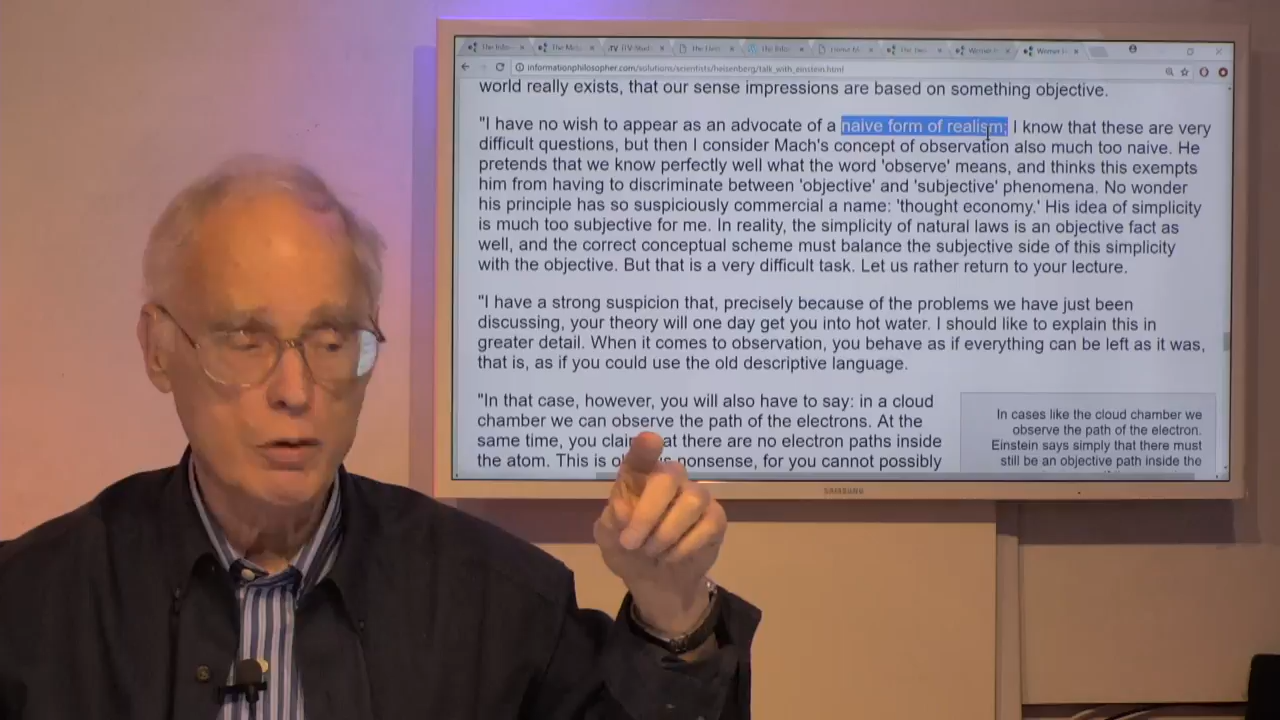 .TV
informationphilosopher.com/solutions/scientists/heisenberg/talk_with_einstein.html
world really exists, that our sense impressions are based on something objective.
"I have no wish to appear as an advocate of a naive form of realism; I know that these are very
difficult questions, but then I consider Mach's concept of observation also much too naive. He
pretends that we know perfectly well what the word 'observe' means, and thinks this exempts
him from having to discriminate between 'objective' and 'subjective' phenomena. No wonder
his principle has so suspiciously commercial a name: 'thought economy.' His idea of simplicity
is much too subjective for me. In reality, the simplicity of natural laws is an objective fact as
well, and the correct conceptual scheme must balance the subjective side of this simplicity
with the objective. But that is a very difficult task. Let us rather return to your lecture.
"I have a strong suspicion that, precisely because of the problems we have just been
discussing, your theory will one day get you into hot water. I should like to explain this in
greater detail. When it comes to observation, you behave as if everything can be left as it was,
that is, as if you could use the old descriptive language.
"In that case, however, you will also have to say: in a cloud
chamber we can observe the path of the electrons. At the
same time, you clai at there are no electron paths inside
the atom. This is o s nonsense, for you cannot possibly
In cases like the cloud chamber we
observe the path of the electron.
Einstein says simply that there must
still be an objective path inside the
SAMSUNG